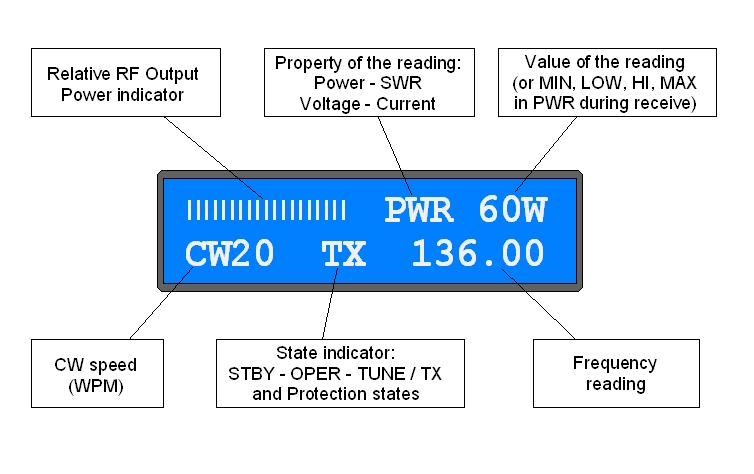 Relative RF Output
Power indicator
Property of the reading:
Power - SWR
Voltage - Current
Value of the reading
(or MIN, LOW, HI, MAX
in PWR during receive)
PWR 60W
CW20 TX 136.00
CW speed
(WPM)
State indicator:
STBY - OPER - TUNE / TX
and Protection states
Frequency
reading